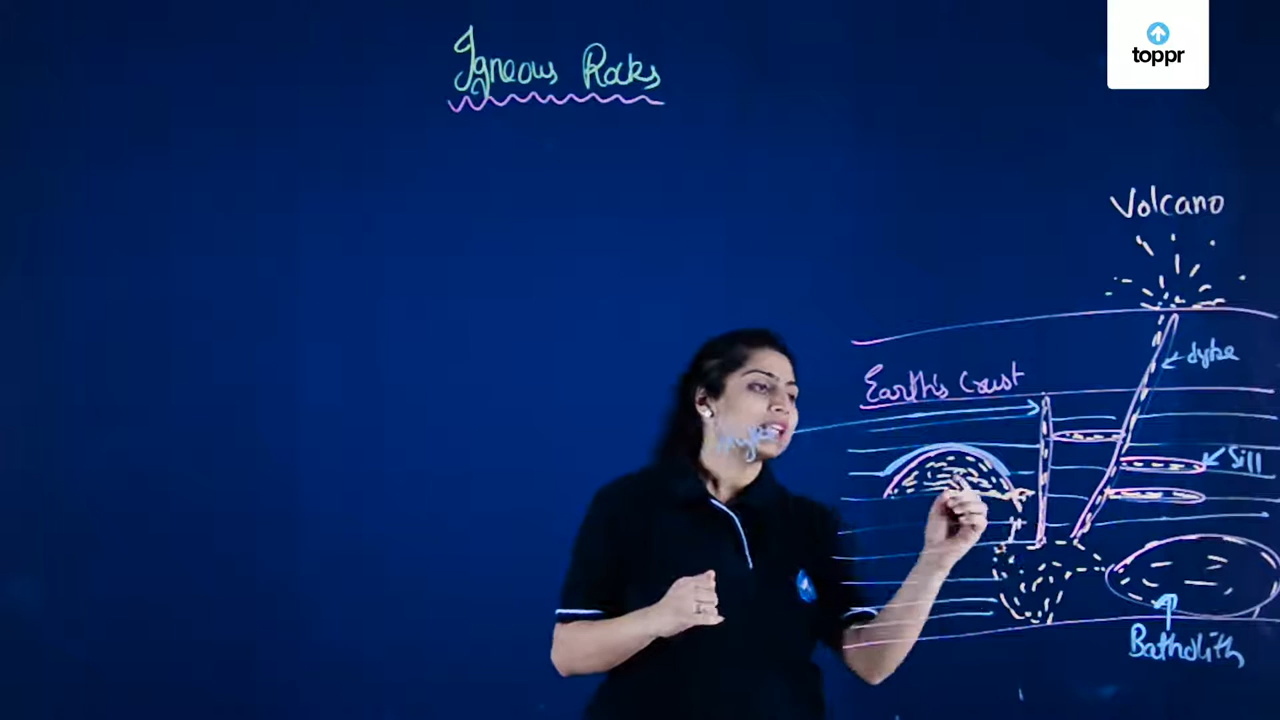 Igneous Rocks
toppr
Volcano
dyke
Earth's Crust
Sill
Batholith